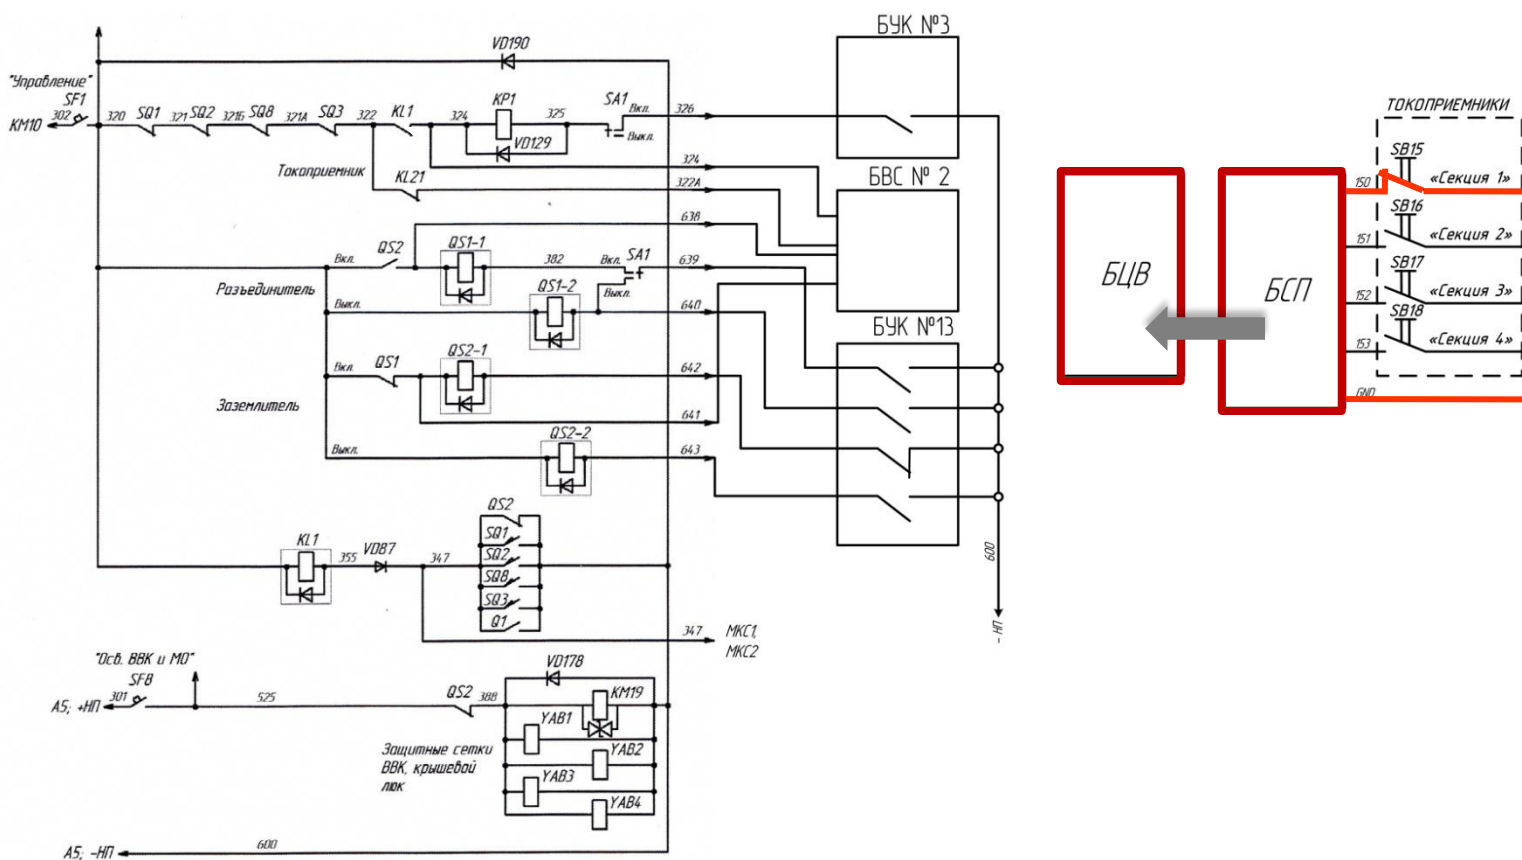 БУК №3
VD190
"Управление"
SF1
КМ10
302
320
SQ1
321
SQ2
321Б
SQ8
321А
SQ3
322
KL1
324
KP1
325
SA1
Вкл.
326
Выкл.
VD129
324
Токоприемник
KL21
322А
БВС № 2
638
QS2
QS1-1
Вкл.
382
Вкл.
SA1
639
Разъединитель
QS1-2
Выкл.
Выкл.
640
БУК №13
QS1
QS2-1
Вкл.
642
Заземлитель
641
QS2-2
Выкл.
643
QS2
SQ1
KL1
355
VD87
347
SQ2
SQ8
SQ3
Q1
347
МКС1,
МКС2
600
- НП
"Осв. ВВК и МО"
SF8
А5; +НП
301
525
QS2
388
VD178
КМ19
YAB1
YAB2
Защитные сетки
ВВК, крышевой
люк
YAB3
YAB4
А5; -НП
600
ТОКОПРИЕМНИКИ
SB15
150
«Секция 1»
SB16
151
«Секция 2»
SB17
152
«Секция 3»
SB18
153
«Секция 4»
GND
БЦВ
БСП